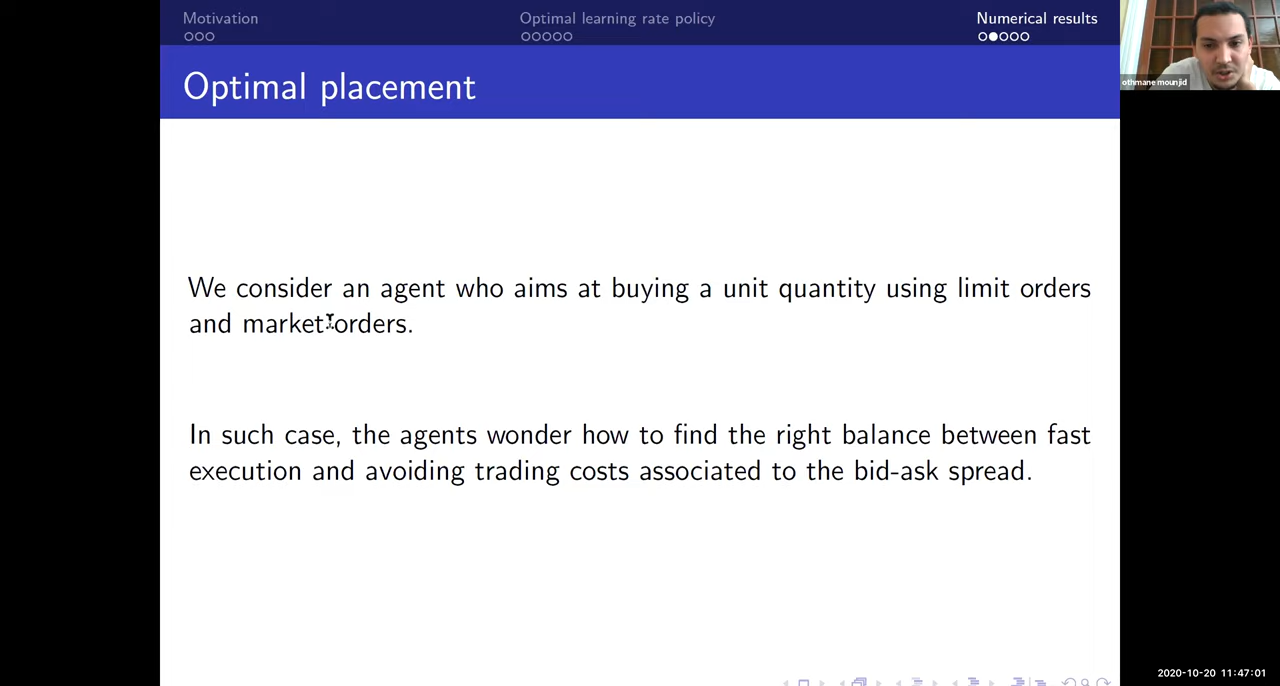 Motivation
Optimal learning rate policy
Numerical results
othmane mounjid
Optimal placement
We consider an agent who aims at buying a unit quantity using limit orders
and market orders.
In such case, the agents wonder how to find the right balance between fast
execution and avoiding trading costs associated to the bid-ask spread.
2020-10-20 11:47:01